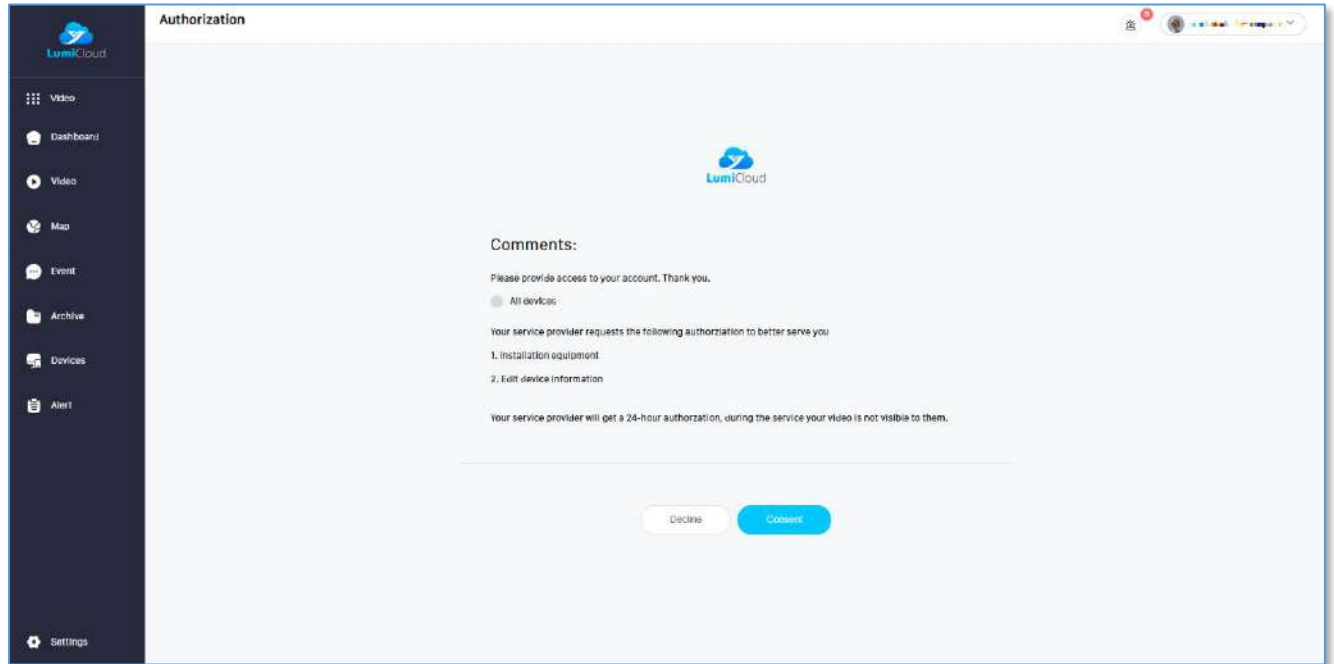 Authorization
LumiCloud
Video
Dashboard
Video
Map
Event
Archive
Devices
Alert
Settings
LumiCloud
Comments:
Please provide access to your account. Thank you.
All devices
Your service provider requests the following authorziation to better serve you
1. Installation equipment
2. Edit device information
Your service provider will get a 24-hour authorzation, during the service your video is not visible to them.
Decline
Consent